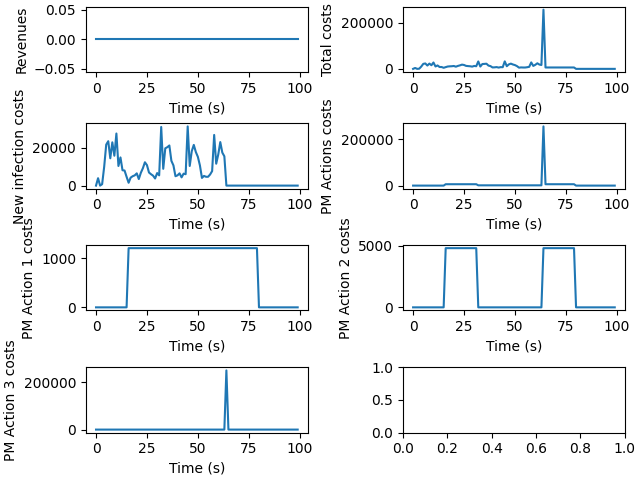 Revenues
0.05
0.00
−0.05
0 25 50 75 100
Time (s)
Total costs
200000
0
0 25 50 75 100
Time (s)
New infection costs
20000
0
0 25 50 75 100
Time (s)
PM Actions costs
200000
0
0 25 50 75 100
Time (s)
PM Action 1 costs
1000
0
0 25 50 75 100
Time (s)
PM Action 2 costs
5000
0
0 25 50 75 100
Time (s)
PM Action 3 costs
200000
0
0 25 50 75 100
Time (s)
1.0
0.5
0.0
0.0 0.2 0.4 0.6 0.8 1.0